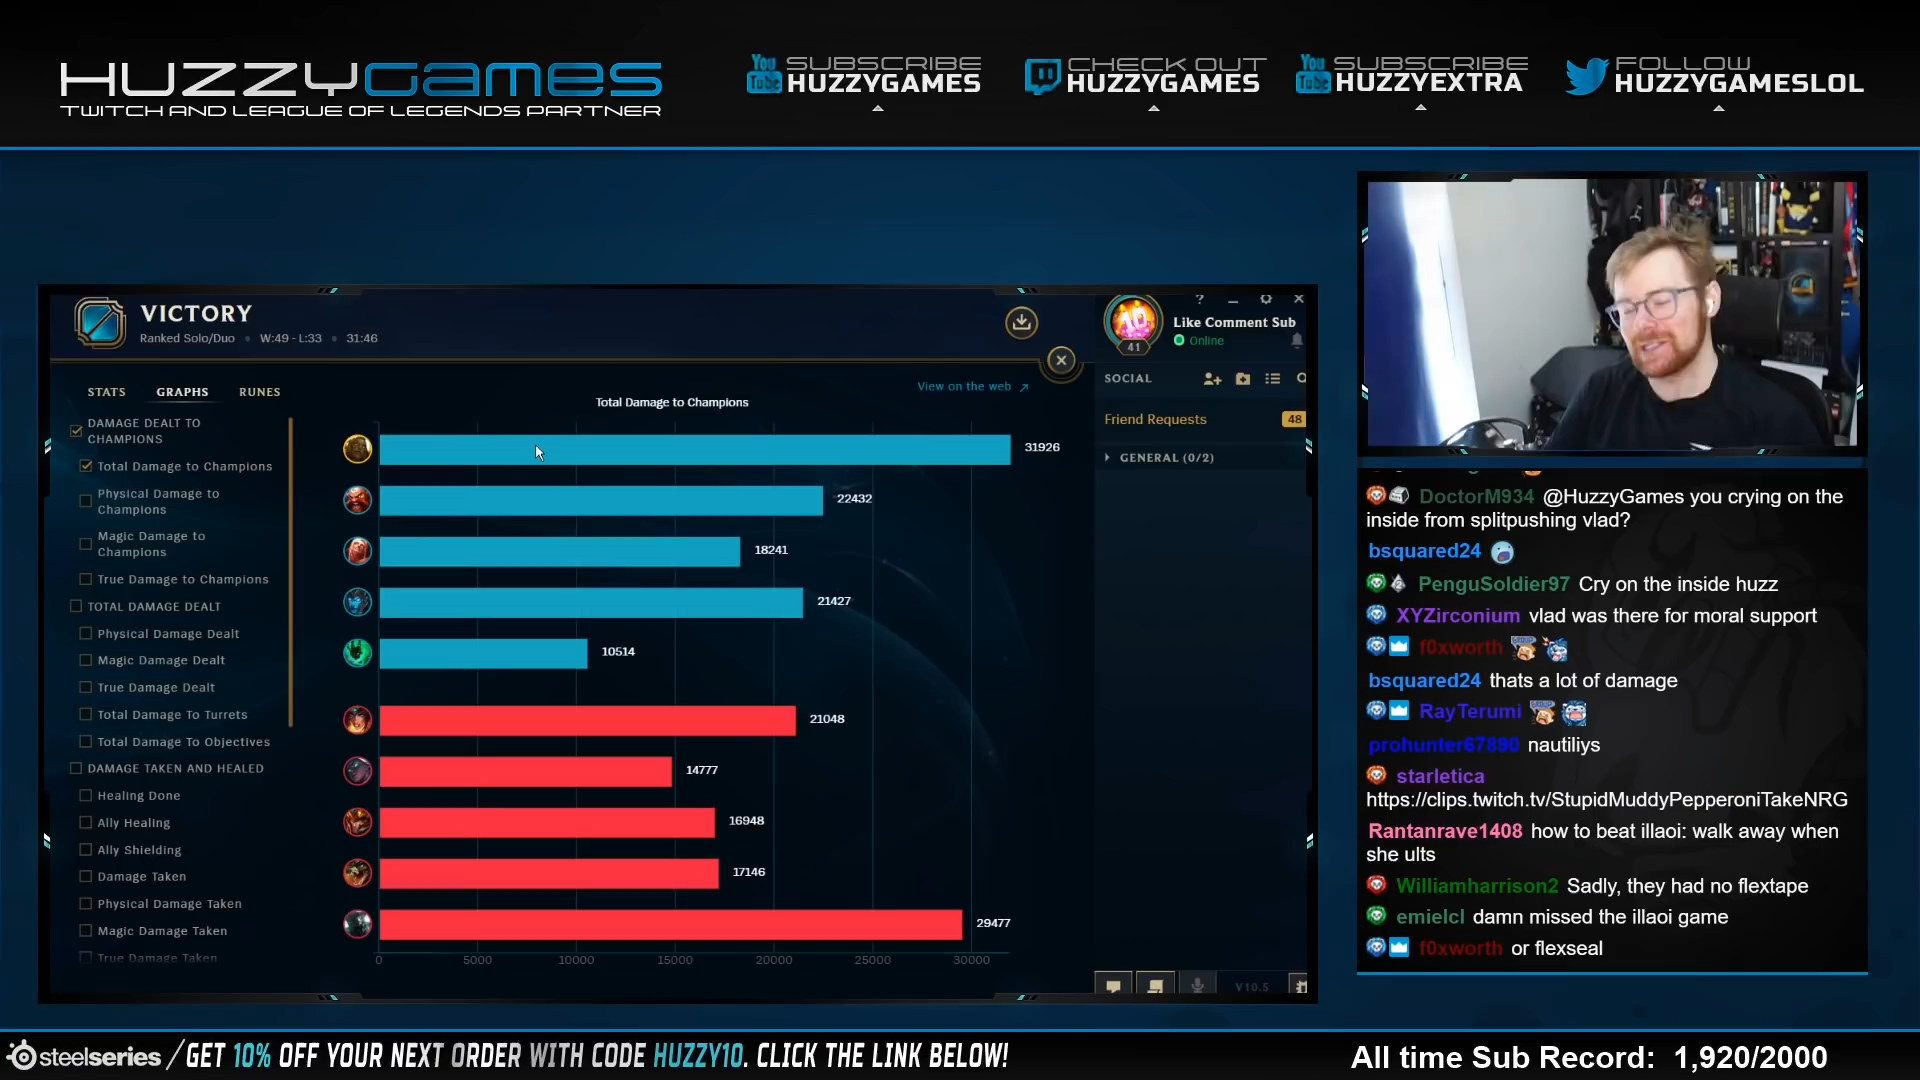 HUZZYGAMES
TWITCH AND LEAGUE OF LEGENDS PARTNER
You Tube SUBSCRIBE HUZZYGAMES
CHECK OUT HUZZYGAMES
You Tube SUBSCRIBE HUZZYEXTRA
FOLLOW HUZZYGAMESLOL
VICTORY
Ranked Solo/Duo • W:49 - L:33 • 31:46
10
41
Like Comment Sub
Online
STATS GRAPHS RUNES
View on the web
Total Damage to Champions
DAMAGE DEALT TO
CHAMPIONS
Total Damage to Champions
Physical Damage to
Champions
Magic Damage to
Champions
True Damage to Champions
TOTAL DAMAGE DEALT
Physical Damage Dealt
Magic Damage Dealt
True Damage Dealt
Total Damage To Turrets
Total Damage To Objectives
DAMAGE TAKEN AND HEALED
Healing Done
Ally Healing
Ally Shielding
Damage Taken
Physical Damage Taken
Magic Damage Taken
True Damage Taken
31926
22432
18241
21427
10514
21048
14777
16948
17146
29477
0 5000 10000 15000 20000 25000 30000
SOCIAL
Friend Requests 48
GENERAL (0/2)
V10.5
DoctorM934 @HuzzyGames you crying on the
inside from splitpushing vlad?
bsquared24
PenguSoldier97 Cry on the inside huzz
XYZirconium vlad was there for moral support
f0xworth
bsquared24 thats a lot of damage
RayTerumi
prohunter67890 nautiliys
starletica
https://clips.twitch.tv/StupidMuddyPepperoniTakeNRG
Rantanrave1408 how to beat illaoi: walk away when
she ults
Williamharrison2 Sadly, they had no flextape
emielcl damn missed the illaoi game
f0xworth or flexseal
steelseries / GET 10% OFF YOUR NEXT ORDER WITH CODE HUZZY10. CLICK THE LINK BELOW!
All time Sub Record: 1,920/2000